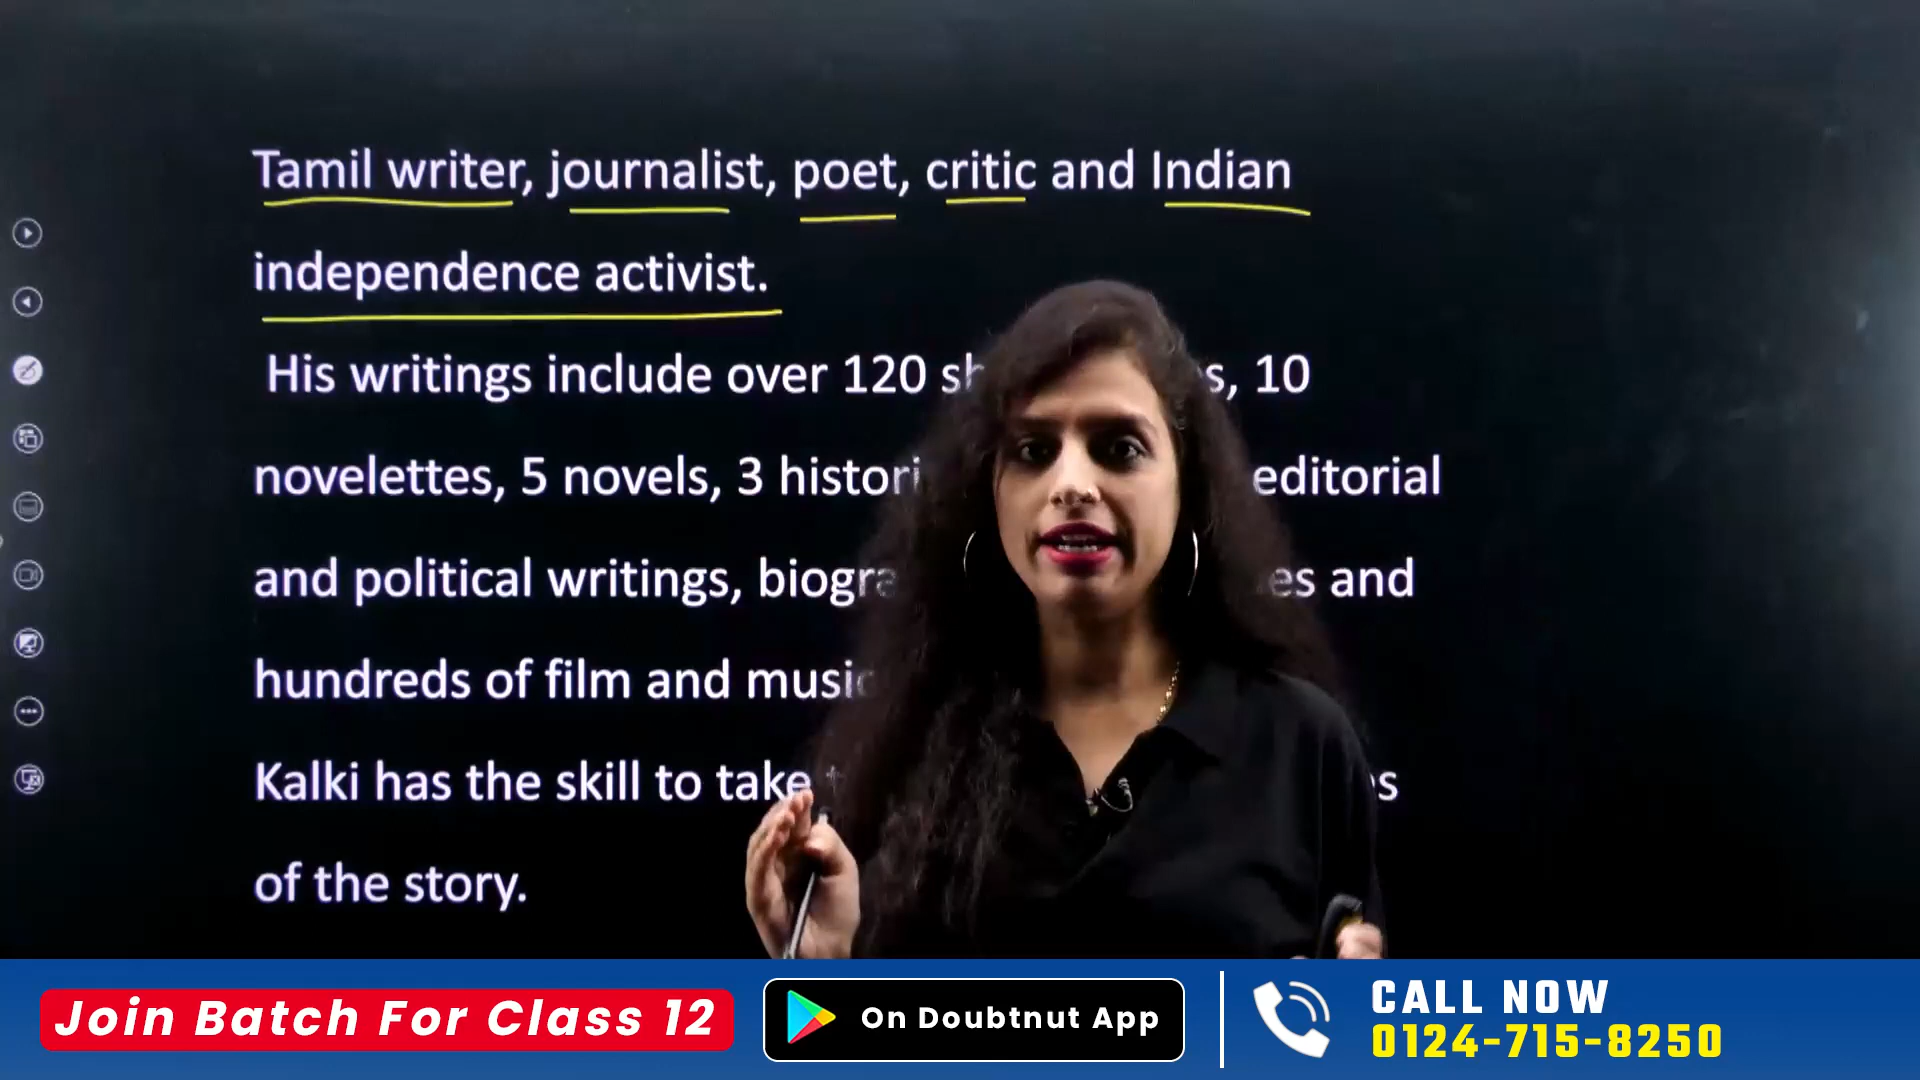 Tamil writer, journalist, poet, critic and Indian
independence activist.
His writings include over 120 10
novelettes, 5 novels, 3 editorial
and political writings, and
hundreds of film and
Kalki has the skill to take
of the story.
Join Batch For Class 12
On Doubtnut App
CALL NOW
0124-715-8250